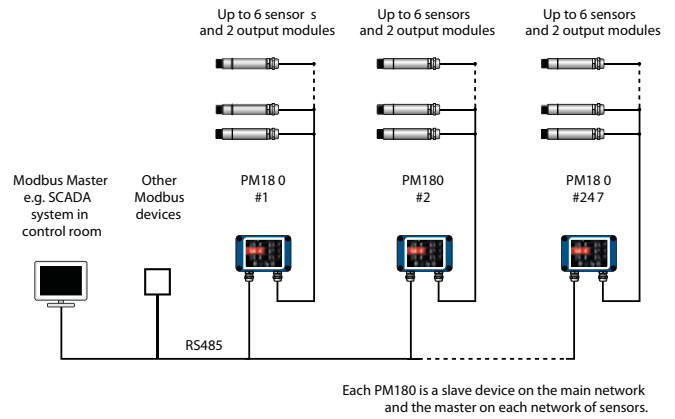 Up to 6 sensor s
and 2 output modules
Up to 6 sensors
and 2 output modules
Up to 6 sensors
and 2 output modules
Modbus Master
e.g. SCADA
system in
control room
Other
Modbus
devices
PM18 0
#1
PM180
#2
PM18 0
#24 7
RS485
Each PM180 is a slave device on the main network
and the master on each network of sensors.